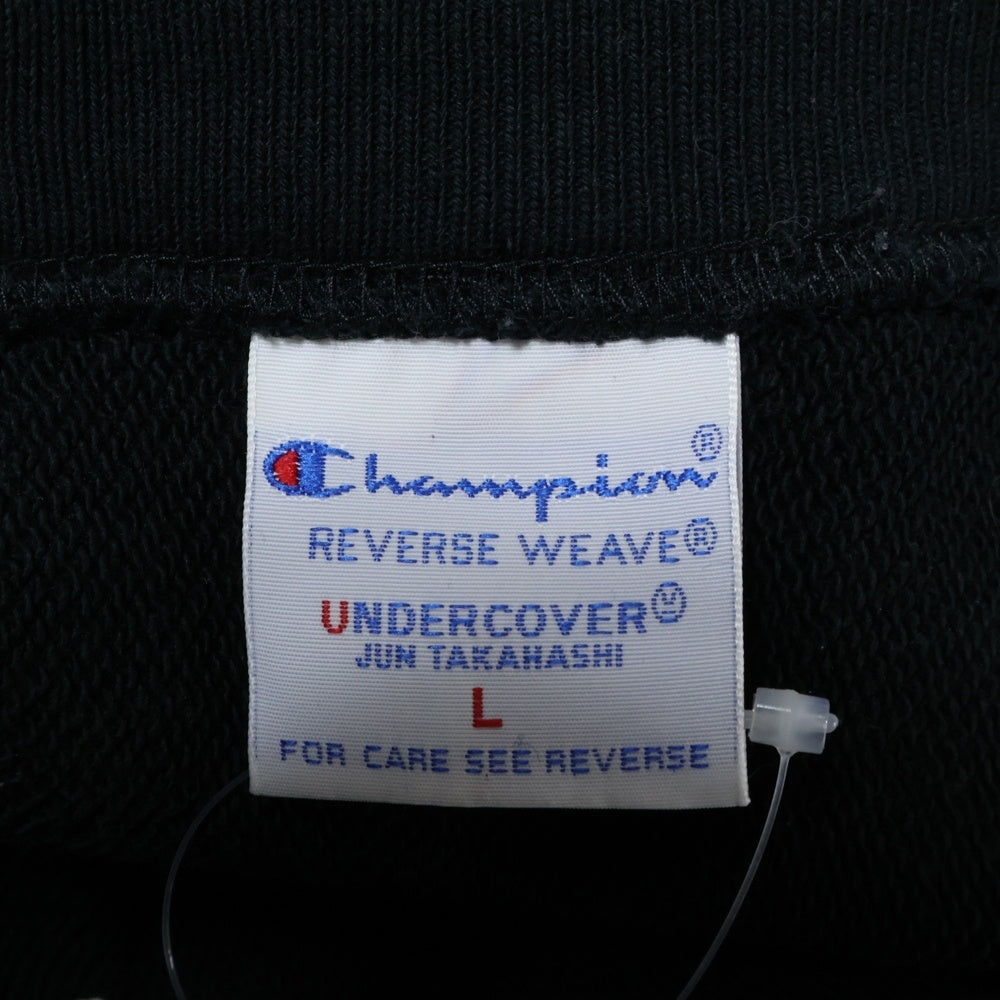 Champion®
REVERSE WEAVE®
UNDERCOVER
JUN TAKAHASHI
L
FOR CARE SEE REVERSE